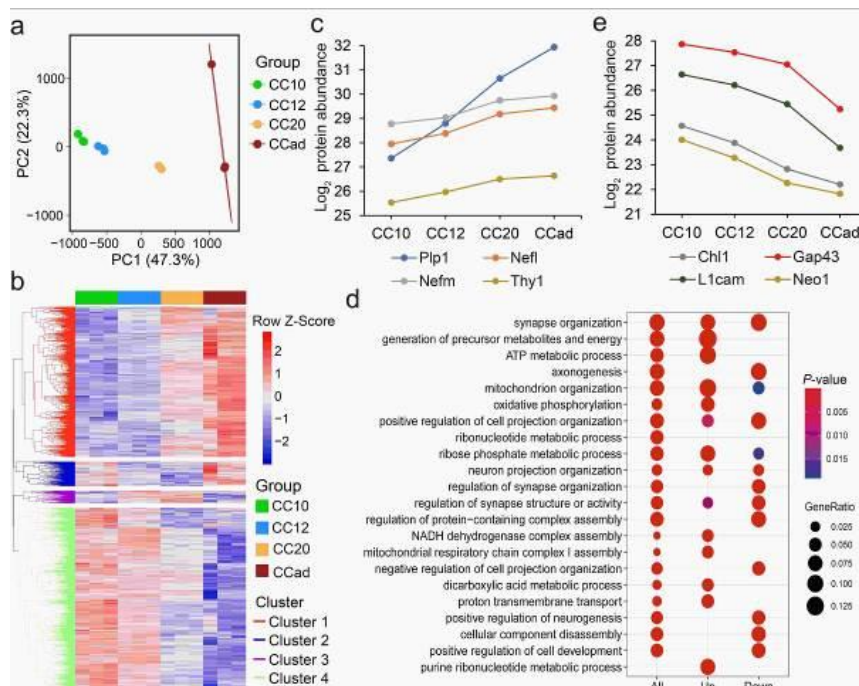 a
PC2 (22.3%)
1000
0
−1000
−1000
−500
0
500
1000
PC1 (47.3%)
Group
CC10
CC12
CC20
CCad
b
Row Z-Score
2
1
0
-1
-2
Group
CC10
CC12
CC20
CCad
Cluster
Cluster 1
Cluster 2
Cluster 3
Cluster 4
c
Log2 protein abundance
32
31
30
29
28
27
26
25
CC10 CC12 CC20 CCad
Plp1 Nefl
Nefm Thy1
e
Log2 protein abundance
28
27
26
25
24
23
22
21
CC10 CC12 CC20 CCad
Chl1 Gap43
L1cam Neo1
d
synapse organization
generation of precursor metabolites and energy
ATP metabolic process
axonogenesis
mitochondrion organization
oxidative phosphorylation
positive regulation of cell projection organization
ribonucleotide metabolic process
ribose phosphate metabolic process
neuron projection organization
regulation of synapse organization
regulation of synapse structure or activity
regulation of protein-containing complex assembly
NADH dehydrogenase complex assembly
mitochondrial respiratory chain complex I assembly
negative regulation of cell projection organization
dicarboxylic acid metabolic process
proton transmembrane transport
positive regulation of neurogenesis
cellular component disassembly
positive regulation of cell development
purine ribonucleotide metabolic process
All Up Down
P-value
0.005
0.010
0.015
GeneRatio
0.025
0.050
0.075
0.100
0.125